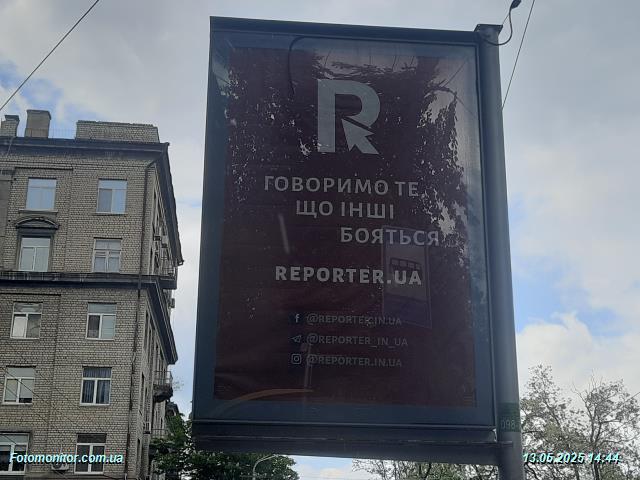 R
ГОВОРИМО ТЕ
ЩО ІНШІ
БОЯТЬСЯ
REPORTER.UA
@REPORTER.IN.UA
@REPORTER_IN_UA
@REPORTER.IN.UA
098
Fotomonitor.com.ua
13.05.2025 14:44